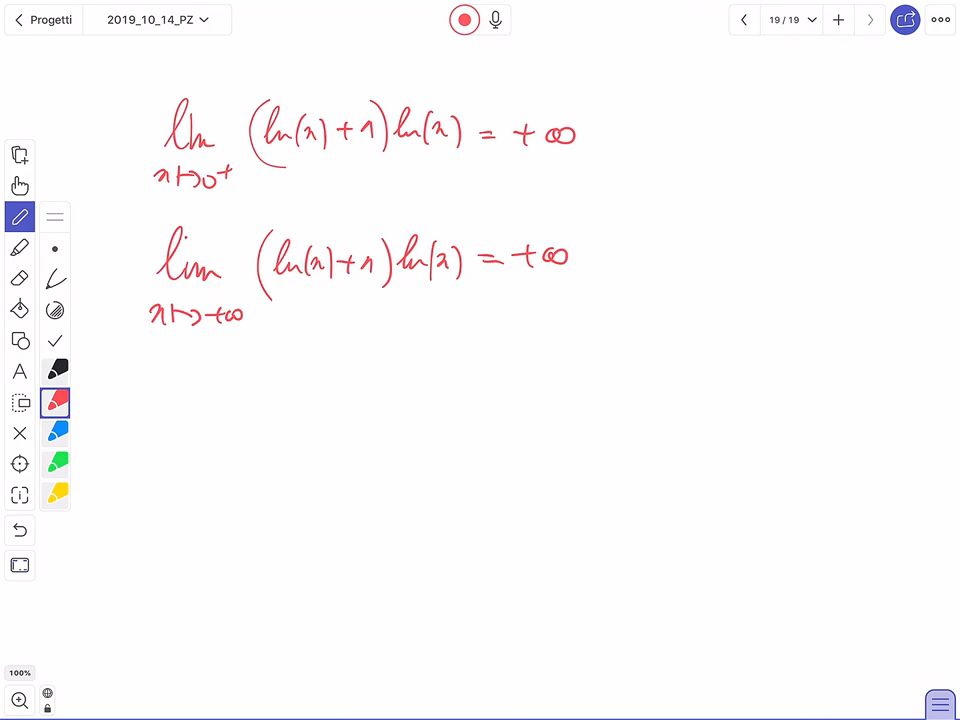 Progetti
2019_10_14_PZ
19 / 19
lim (ln(x) + 1) ln(x) = +∞
x→0⁺
lim (ln(x) + 1) ln(x) = +∞
x→+∞
A
100%